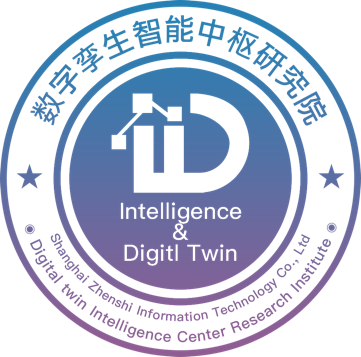 数字孪生智能中枢研究院
Intelligence
&
Digitl Twin
Shanghai Zhenshi Information Technology Co., Ltd
Digital twin Intelligence Center Research Institute